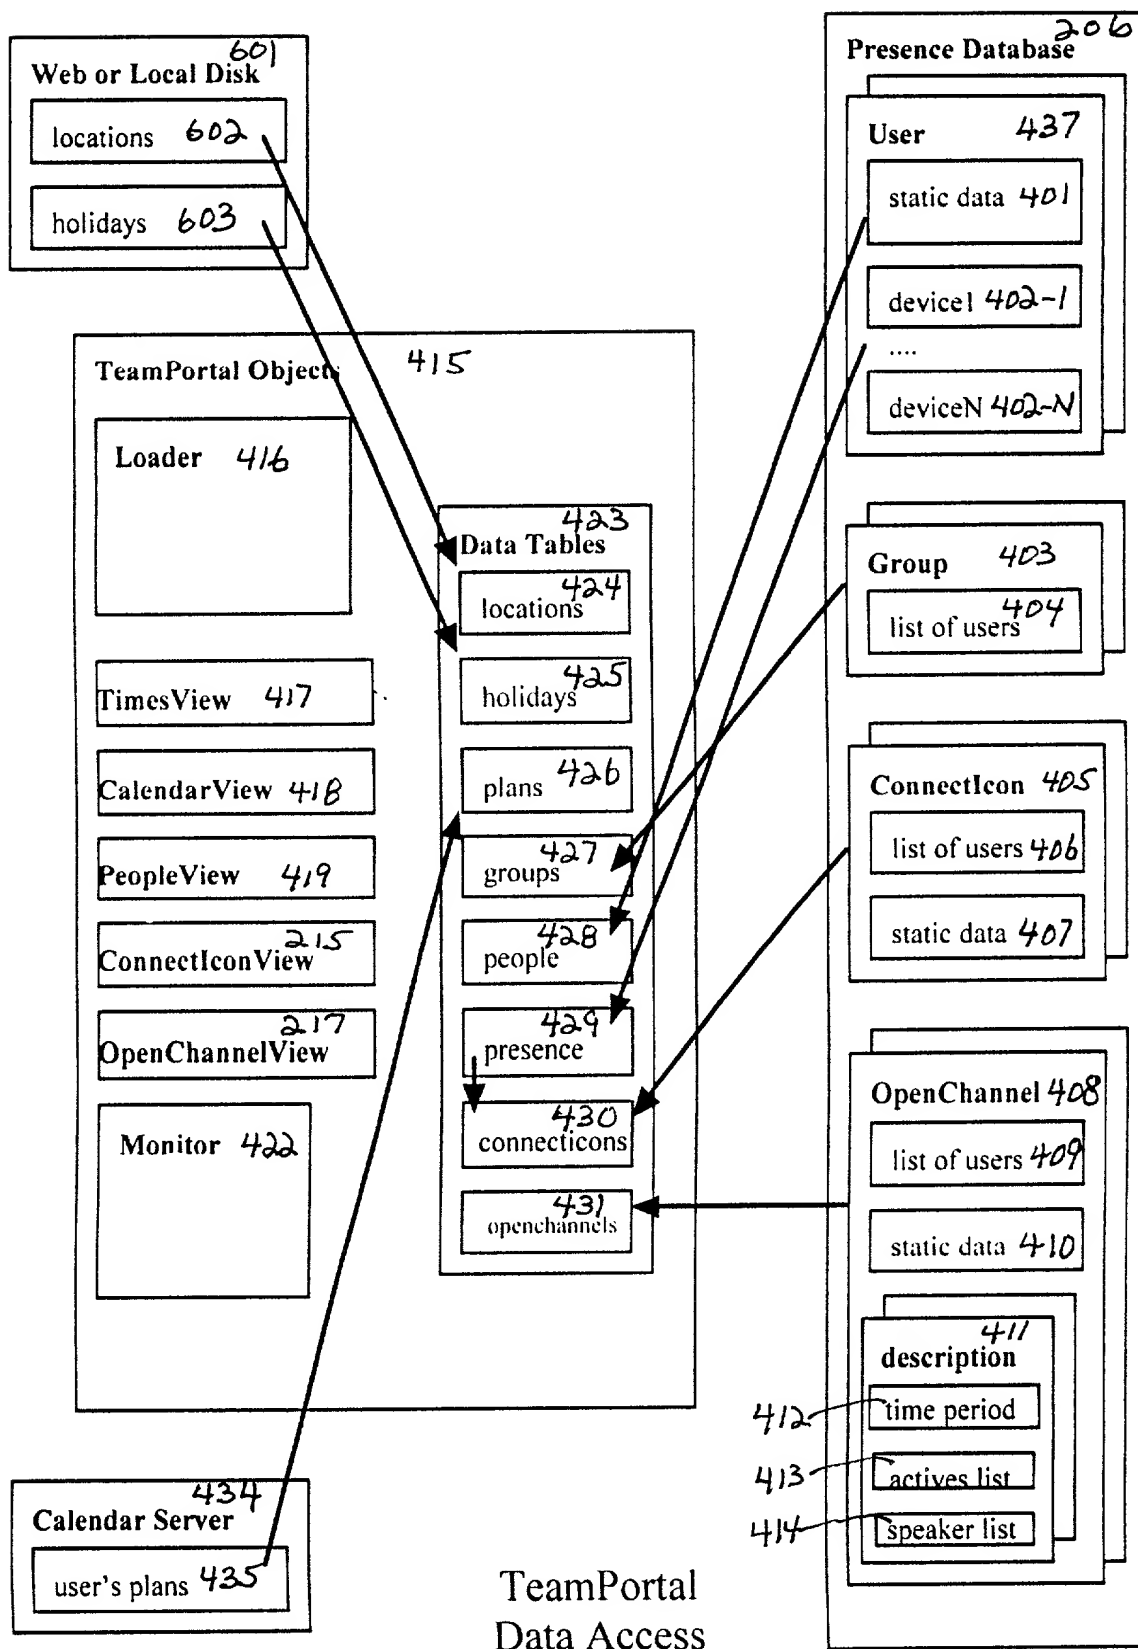 601
Web or Local Disk
locations 602
holidays 603
TeamPortal Objects 415
Loader 416
TimesView 417
CalendarView 418
PeopleView 419
215
ConnectIconView
217
OpenChannelView
Monitor 422
423
Data Tables
424
locations
425
holidays
plans 426
427
groups
428
people
429
presence
430
connecticons
431
openchannels
434
Calendar Server
user's plans 435
206
Presence Database
User 437
static data 401
device1 402-1
....
deviceN 402-N
Group 403
list of users 404
ConnectIcon 405
list of users 406
static data 407
OpenChannel 408
list of users 409
static data 410
411
description
412 time period
413 actives list
414 speaker list
TeamPortal
Data Access